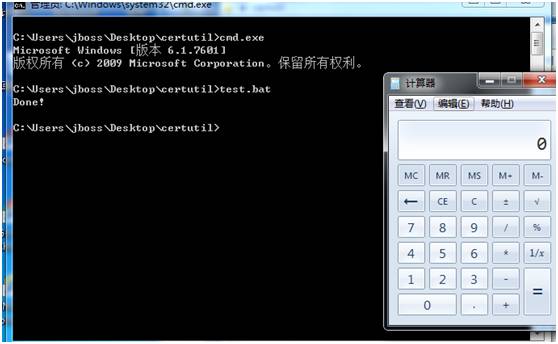 管理员: C:\Windows\system32\cmd.exe
C:\Users\jboss\Desktop\certutil>cmd.exe
Microsoft Windows [版本 6.1.7601]
版权所有 (c) 2009 Microsoft Corporation。保留所有权利。
C:\Users\jboss\Desktop\certutil>test.bat
Done!
C:\Users\jboss\Desktop\certutil>
计算器
查看(V) 编辑(E) 帮助(H)
0
MC MR MS M+ M-
← CE C ± √
7 8 9 / %
4 5 6 * 1/x
1 2 3 - =
0 . +